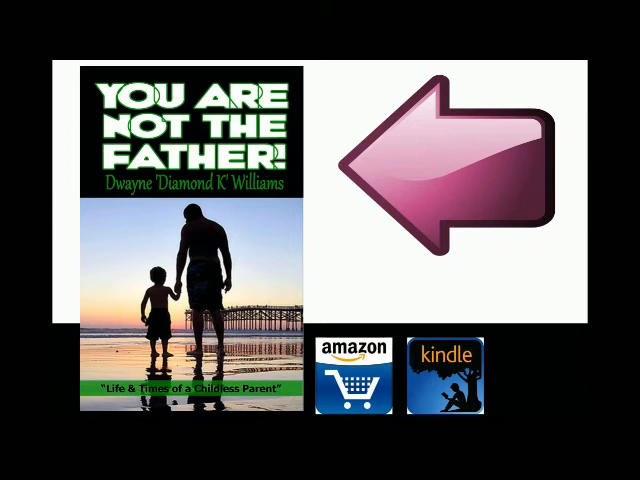 YOU ARE
NOT THE
FATHER!
Dwayne 'Diamond K' Williams
"Life & Times of a Childless Parent"
amazon
kindle